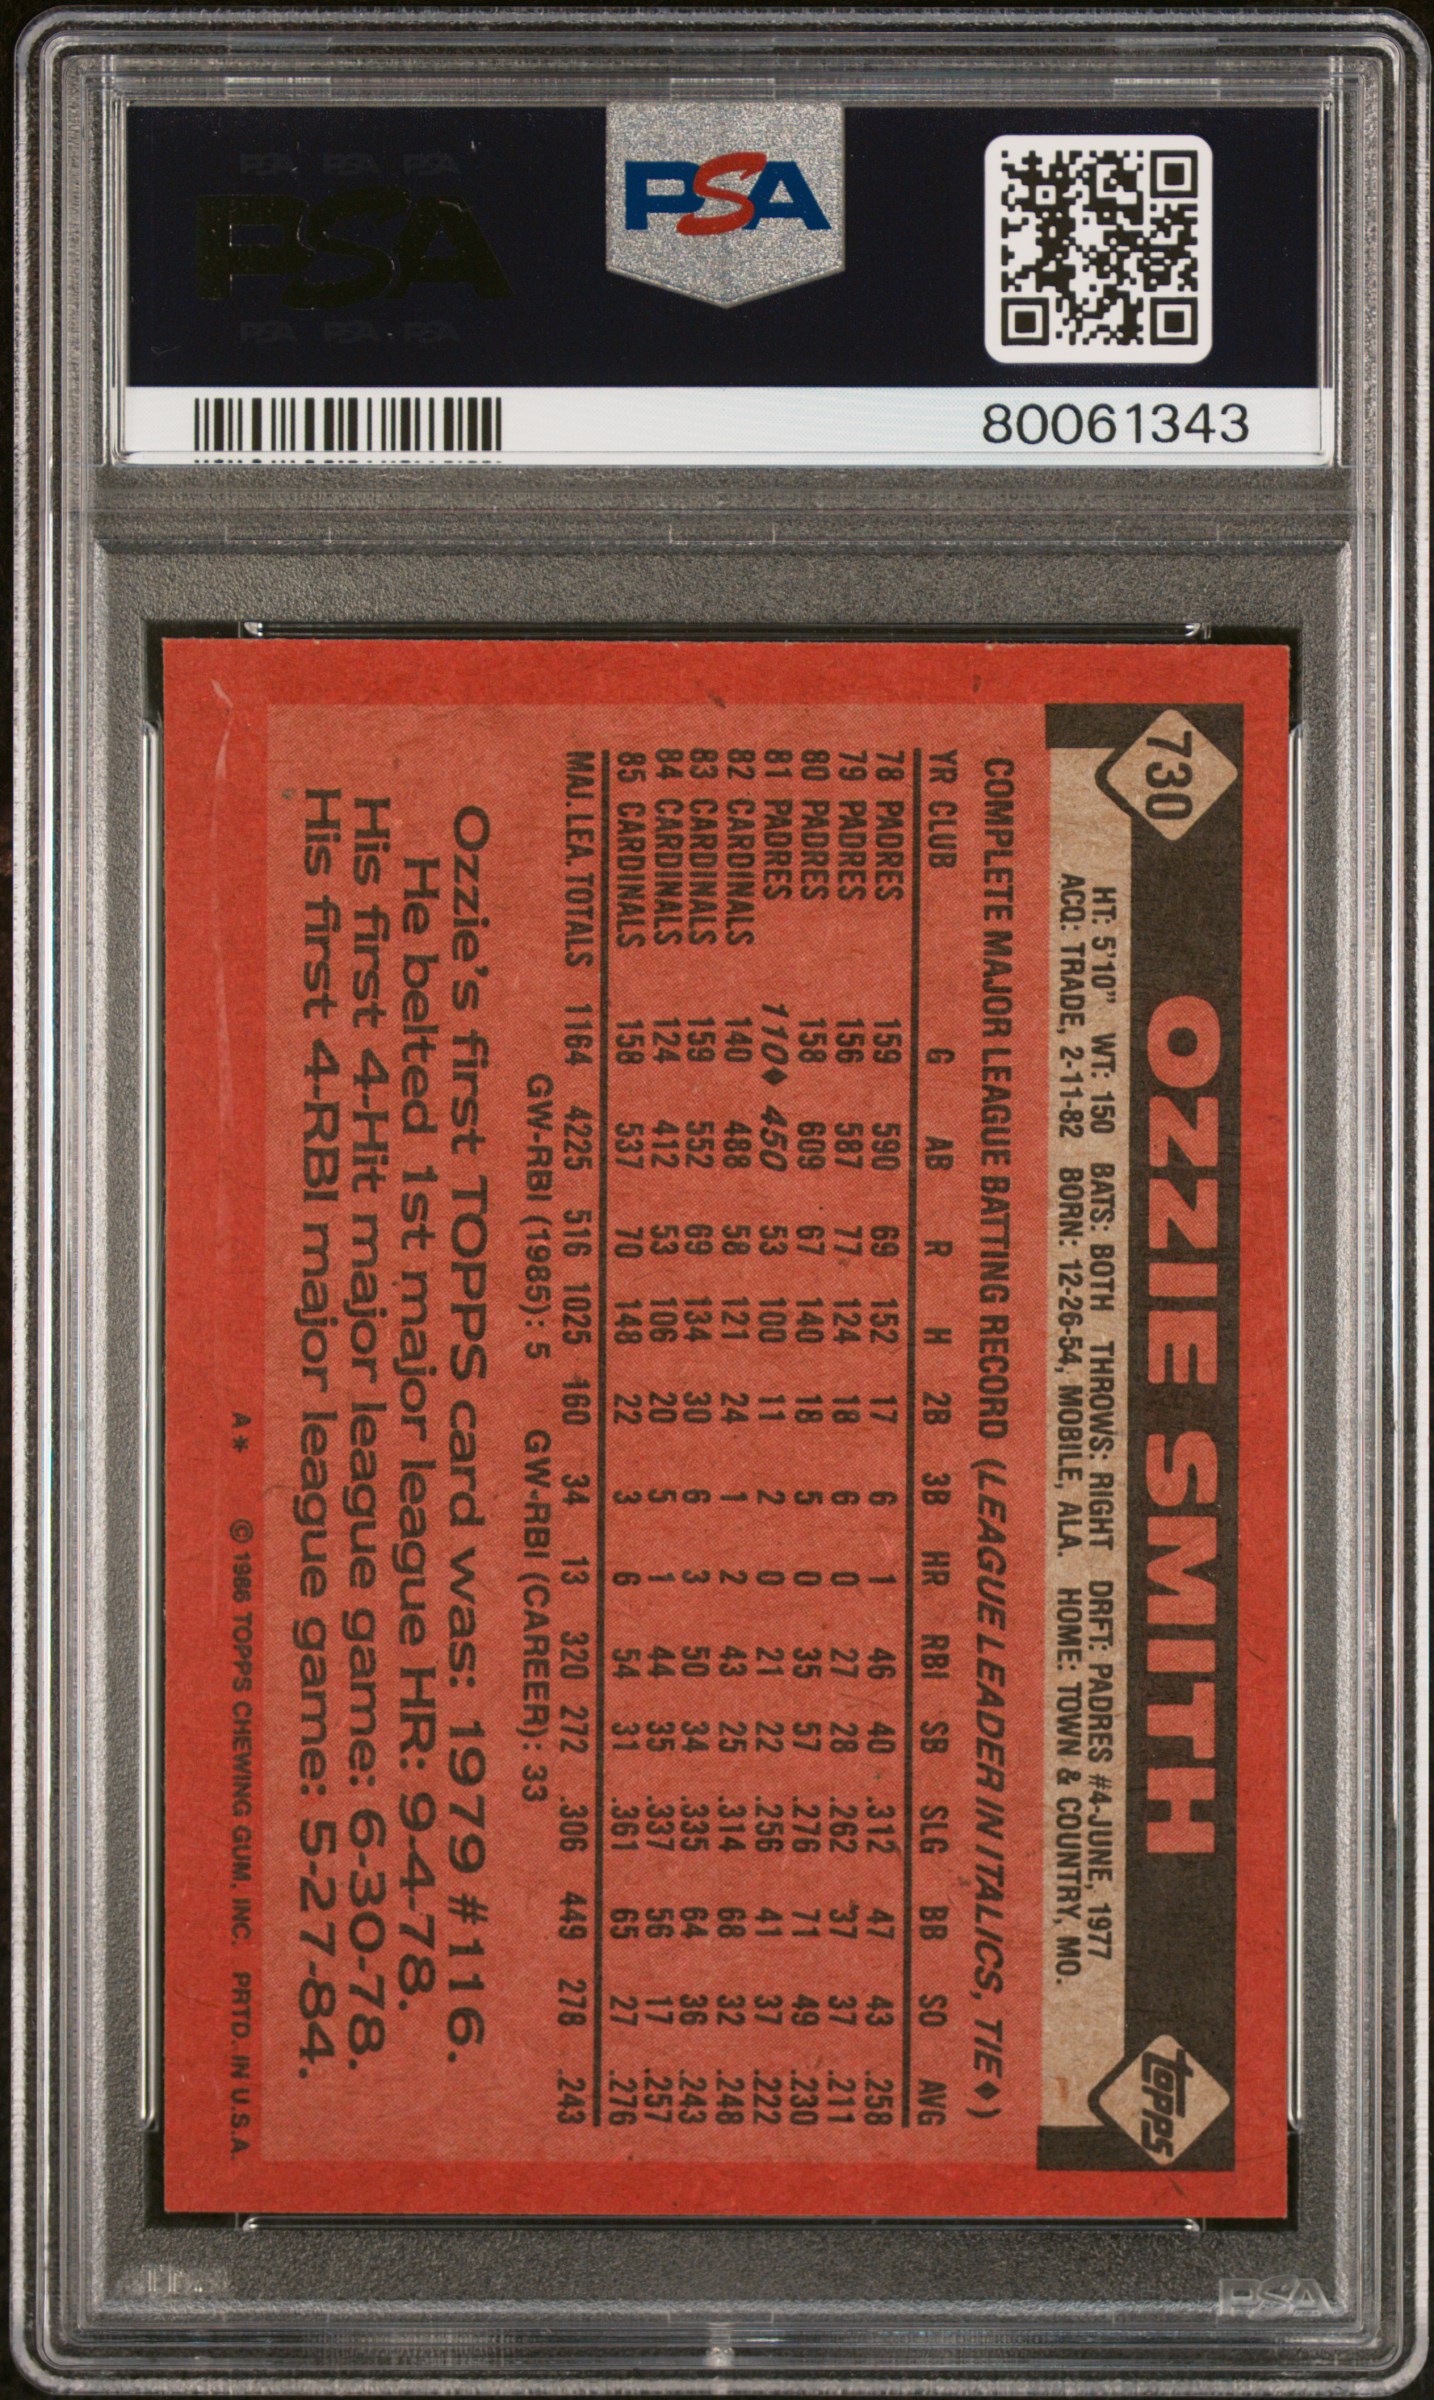 PSA PSA PSA
PSA
PSA PSA PSA
PSA
80061343
730
OZZIE SMITH
topps
HT: 5'10" WT: 150 BATS: BOTH THROWS: RIGHT DRFT: PADRES #4-JUNE, 1977
ACQ: TRADE, 2-11-82 BORN: 12-26-54, MOBILE, ALA. HOME: TOWN & COUNTRY, MO.
COMPLETE MAJOR LEAGUE BATTING RECORD (LEAGUE LEADER IN ITALICS, TIE♦)
YR CLUB G AB R H 2B 3B HR RBI SB SLG BB SO AVG
78 PADRES 159 590 69 152 17 6 1 46 40 .312 47 43 .258
79 PADRES 156 587 77 124 18 6 0 27 28 .262 37 37 .211
80 PADRES 158 609 67 140 18 5 0 35 57 .276 71 49 .230
81 PADRES 110♦ 450 53 100 11 2 0 21 22 .256 41 37 .222
82 CARDINALS 140 488 58 121 24 1 2 43 25 .314 68 32 .248
83 CARDINALS 159 552 69 134 30 6 3 50 34 .335 64 36 .243
84 CARDINALS 124 412 53 106 20 5 1 44 35 .337 56 17 .257
85 CARDINALS 158 537 70 148 22 3 6 54 31 .361 65 27 .276
MAJ. LEA. TOTALS 1164 4225 516 1025 160 34 13 320 272 .306 449 278 .243
GW-RBI (1985): 5 GW-RBI (CAREER): 33
Ozzie's first TOPPS card was: 1979 #116.
He belted 1st major league HR: 9-4-78.
His first 4-Hit major league game: 6-30-78.
His first 4-RBI major league game: 5-27-84.
A* © 1986 TOPPS CHEWING GUM, INC. PRTD. IN U.S.A.
PSA